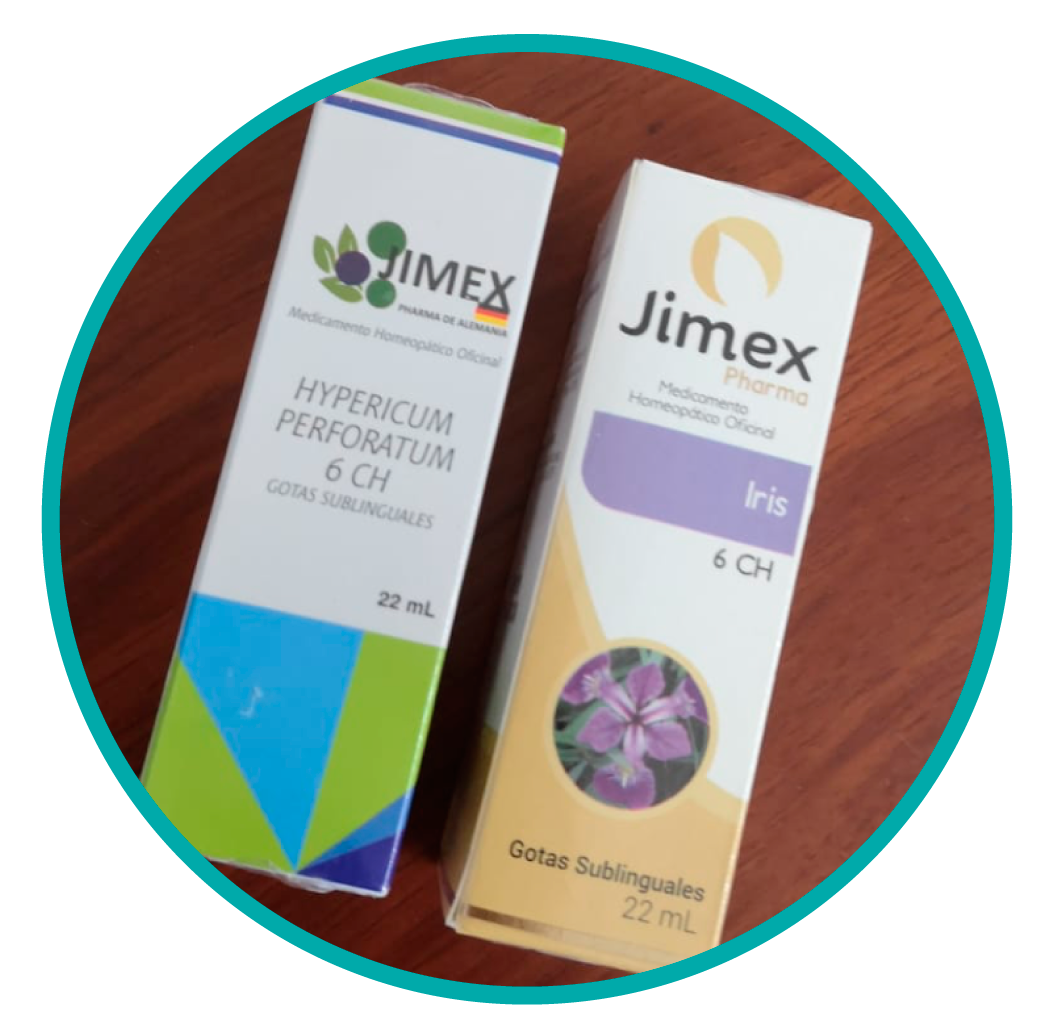 JIMEX
PHARMA DE ALEMANIA
Medicamento Homeopático Oficinal
HYPERICUM
PERFORATUM
6 CH
GOTAS SUBLINGUALES
22 mL
Jimex
Pharma
Medicamento
Homeopático Oficinal
Iris
6 CH
Gotas Sublinguales
22 mL